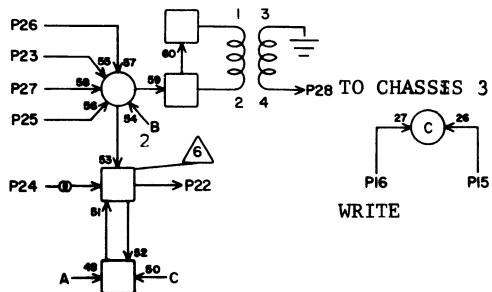 P26
1 3
60
P23
55 57
P27 58 59 P28 TO CHASSIS 3
P25 56 54 2 4
B
2
27 C 26
53 6
P24 P22 P16 P15
51 WRITE
52
A 49 50 C